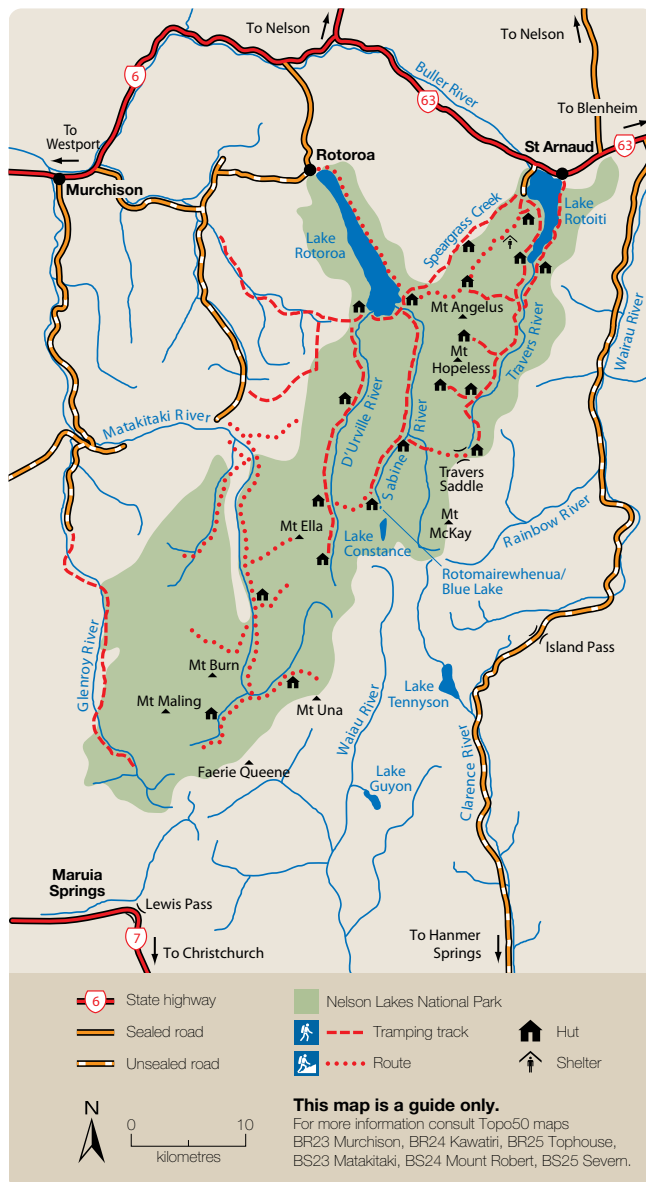 To Nelson
To Nelson
6
Buller River
63
To Blenheim
To
Westport
St Arnaud
63
Rotoroa
Murchison
Speargrass Creek
Lake
Rotoiti
Lake
Rotoroa
Mt Angelus
Mt
Hopeless
Travers River
Wairau River
Matakitaki River
D'Urville River
Sabine River
Travers
Saddle
Mt Ella
Lake
Constance
Mt
McKay
Rainbow River
Rotomairewhenua/
Blue Lake
Glenroy River
Island Pass
Mt Burn
Mt Maling
Mt Una
Lake
Tennyson
Waiau River
Clarence River
Faerie Queene
Lake
Guyon
Maruia
Springs
Lewis Pass
7
To Christchurch
To Hanmer
Springs
6 State highway
Sealed road
Unsealed road
Nelson Lakes National Park
Tramping track
Route
Hut
Shelter
N
0 10
kilometres
This map is a guide only.
For more information consult Topo50 maps
BR23 Murchison, BR24 Kawatiri, BR25 Tophouse,
BS23 Matakitaki, BS24 Mount Robert, BS25 Severn.